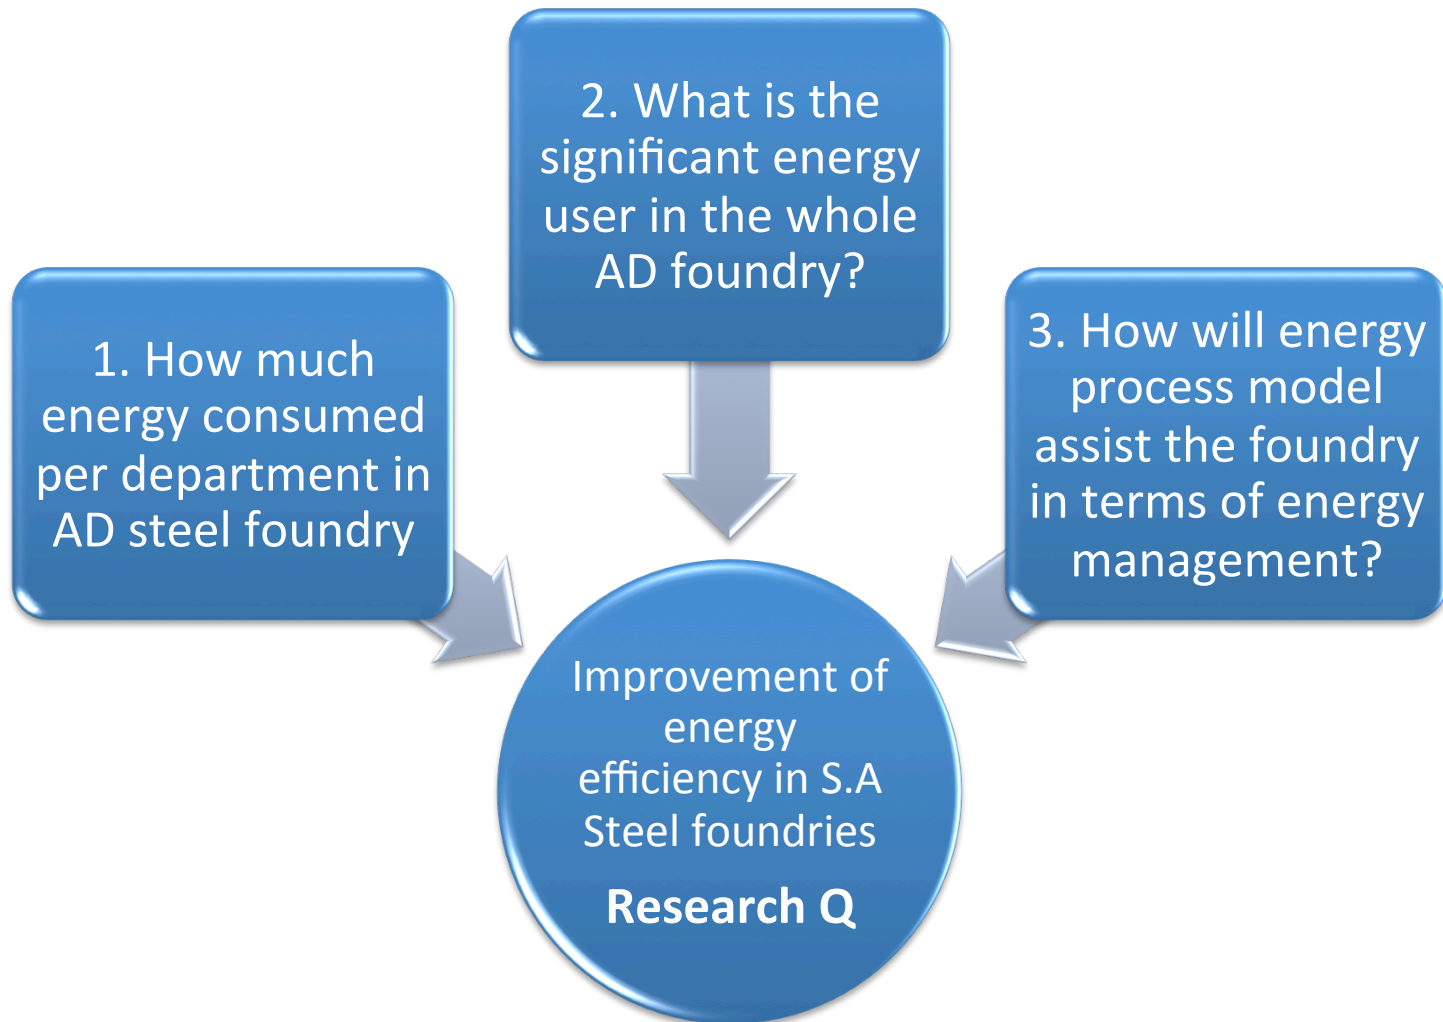 1. How much
energy consumed
per department in
AD steel foundry
2. What is the
significant energy
user in the whole
AD foundry?
3. How will energy
process model
assist the foundry
in terms of energy
management?
Improvement of
energy
efficiency in S.A
Steel foundries
Research Q